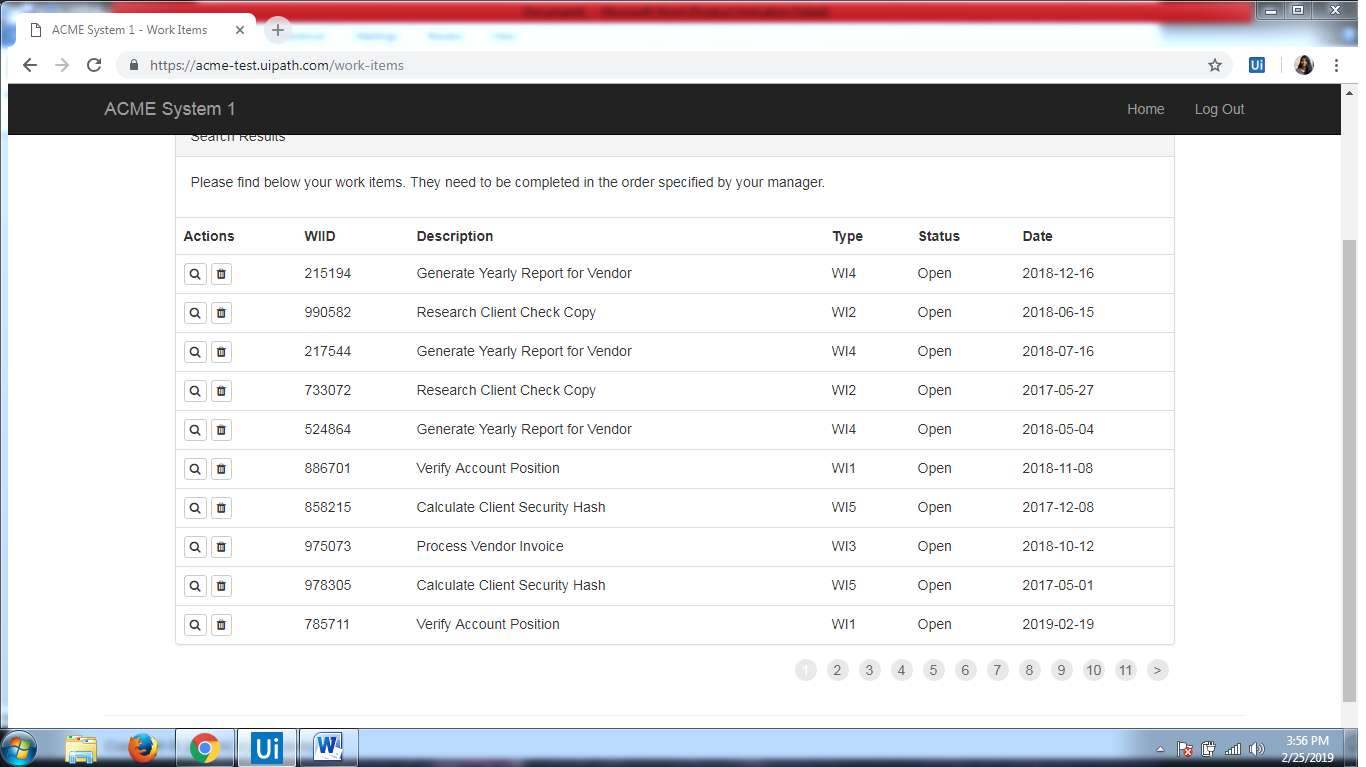 ACME System 1 - Work Items
https://acme-test.uipath.com/work-items
Ui
ACME System 1 Home Log Out
Search Results
Please find below your work items. They need to be completed in the order specified by your manager.
Actions WIID Description Type Status Date
215194 Generate Yearly Report for Vendor WI4 Open 2018-12-16
990582 Research Client Check Copy WI2 Open 2018-06-15
217544 Generate Yearly Report for Vendor WI4 Open 2018-07-16
733072 Research Client Check Copy WI2 Open 2017-05-27
524864 Generate Yearly Report for Vendor WI4 Open 2018-05-04
886701 Verify Account Position WI1 Open 2018-11-08
858215 Calculate Client Security Hash WI5 Open 2017-12-08
975073 Process Vendor Invoice WI3 Open 2018-10-12
978305 Calculate Client Security Hash WI5 Open 2017-05-01
785711 Verify Account Position WI1 Open 2019-02-19
1 2 3 4 5 6 7 8 9 10 11 >
Ui W 3:56 PM
2/25/2019